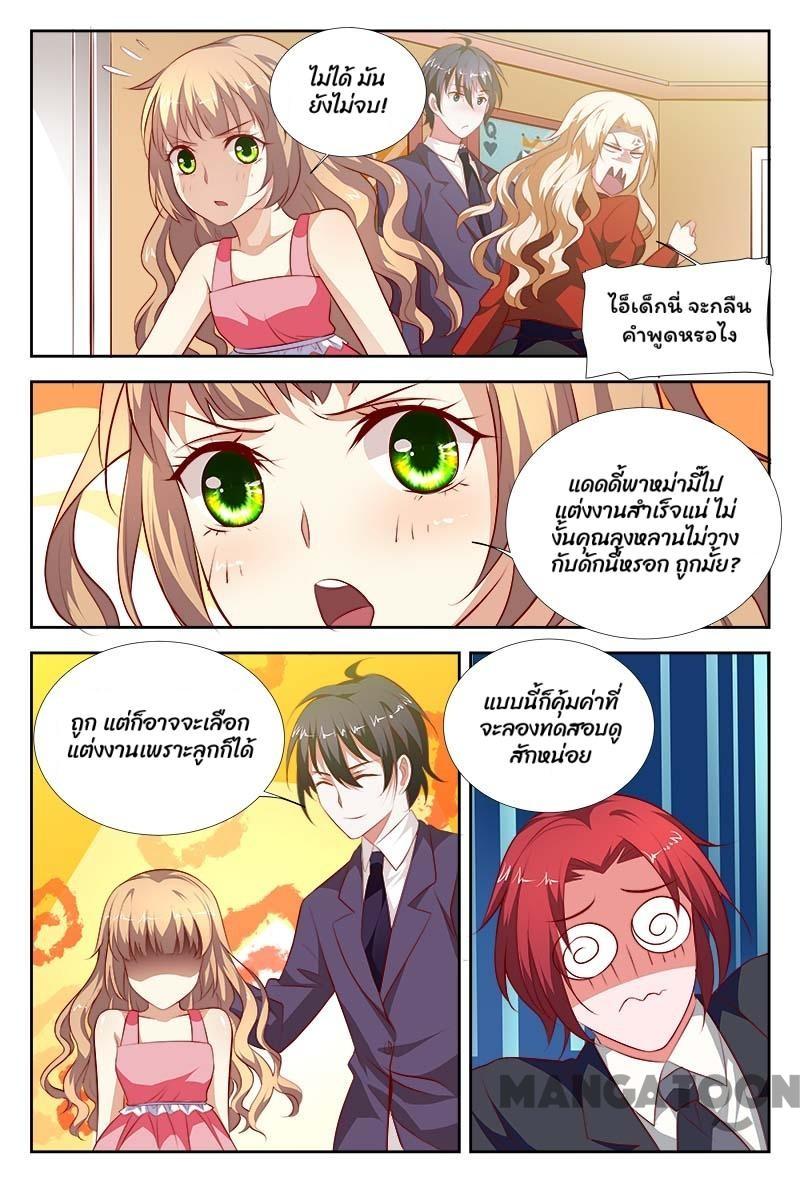 ไม่ได้ มัน
ยังไม่จบ!
Q
ไอ็เด็กนี่ จะกลืน
คำพูดหรอไง
แดดดี้พาหม่ามี๊ไป
แต่งงานสำเร็จแน่ ไม่
งั้นคุณลุงหลานไม่วาง
กับดักนี้หรอก ถูกมั้ย?
ถูก แต่ก็อาจจะเลือก
แต่งงานเพราะลูกก็ได้
แบบนี้ก็คุ้มค่าที่
จะลองทดสอบดู
สักหน่อย
MANGATOON